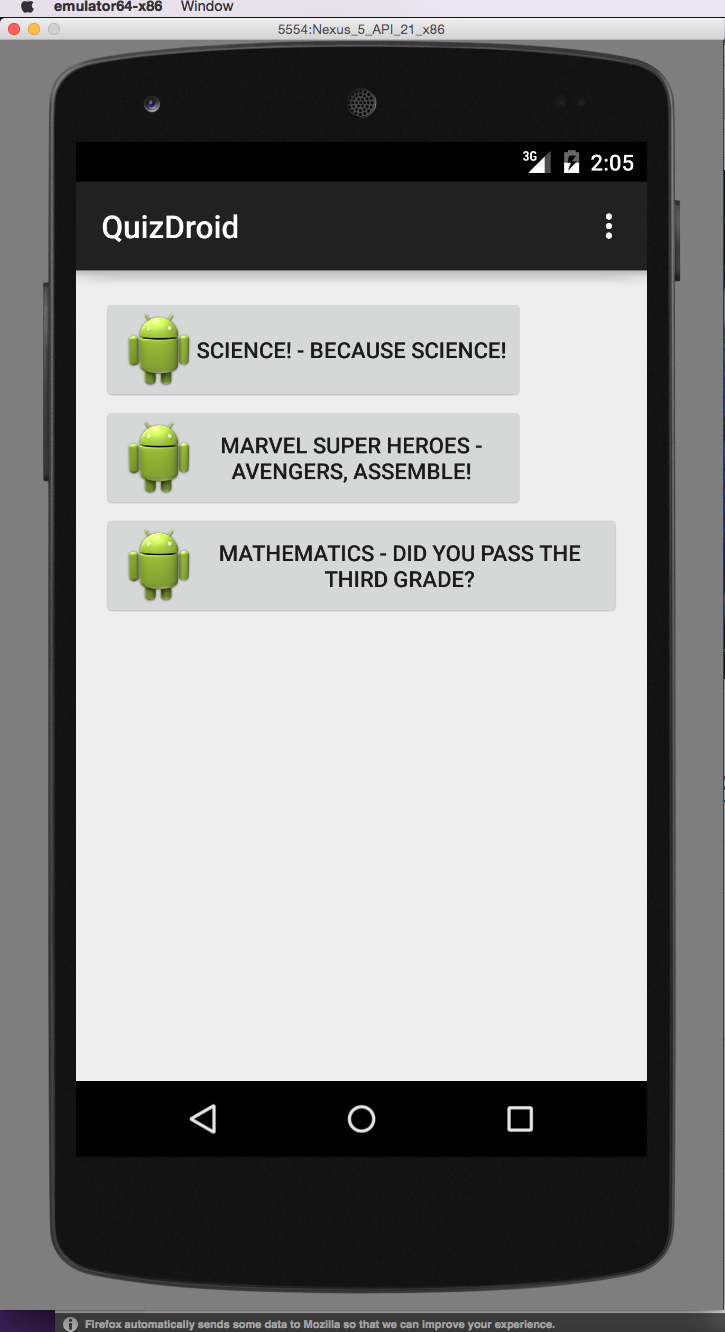 emulator64-x86 Window
5554:Nexus_5_API_21_x86
3G 2:05
QuizDroid
SCIENCE! - BECAUSE SCIENCE!
MARVEL SUPER HEROES -
AVENGERS, ASSEMBLE!
MATHEMATICS - DID YOU PASS THE
THIRD GRADE?
Firefox automatically sends some data to Mozilla so that we can improve your experience.